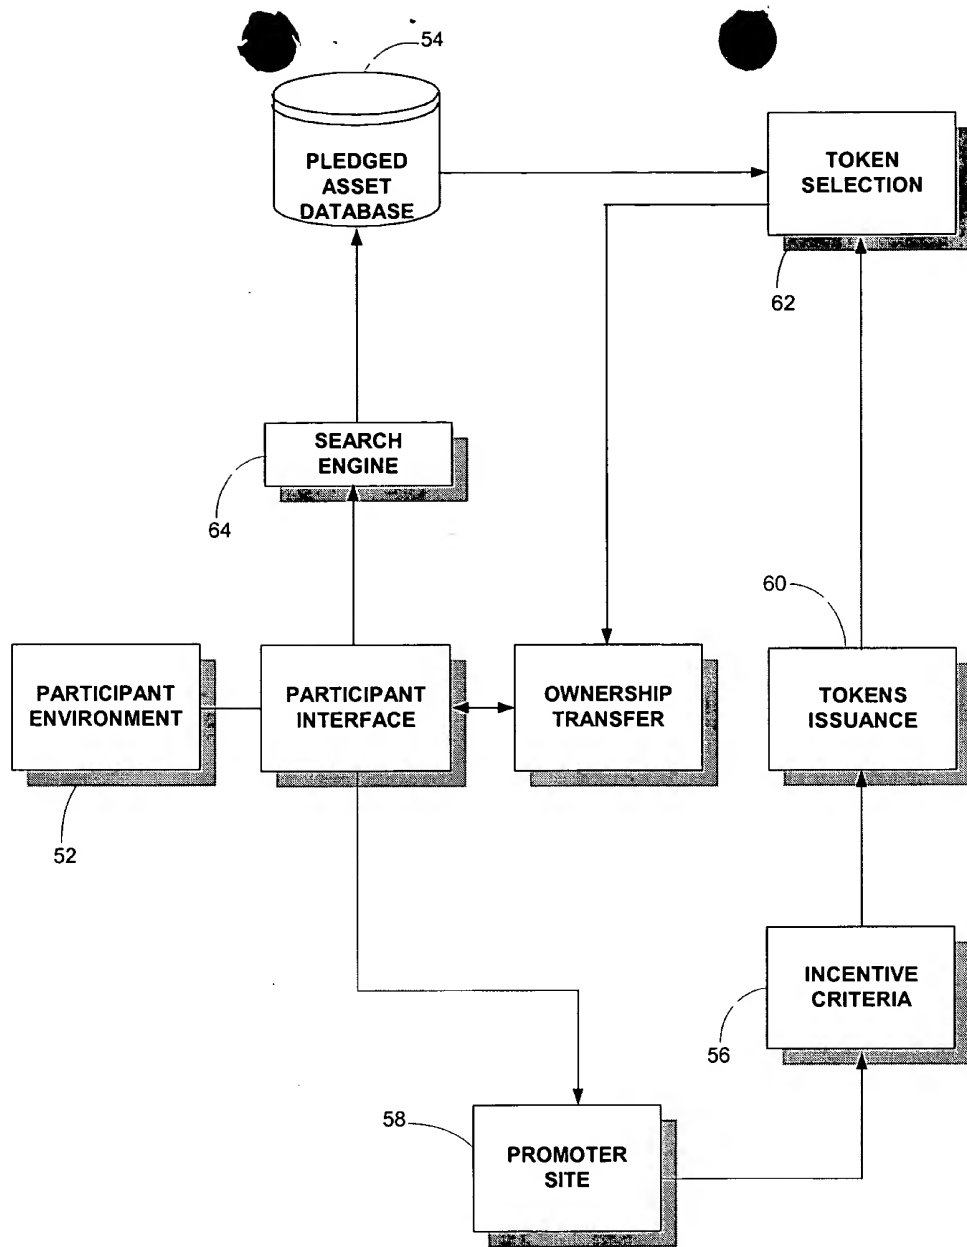 54
PLEDGED
ASSET
DATABASE
TOKEN
SELECTION
62
SEARCH
ENGINE
64
60
PARTICIPANT
ENVIRONMENT
PARTICIPANT
INTERFACE
OWNERSHIP
TRANSFER
TOKENS
ISSUANCE
52
INCENTIVE
CRITERIA
56
58
PROMOTER
SITE